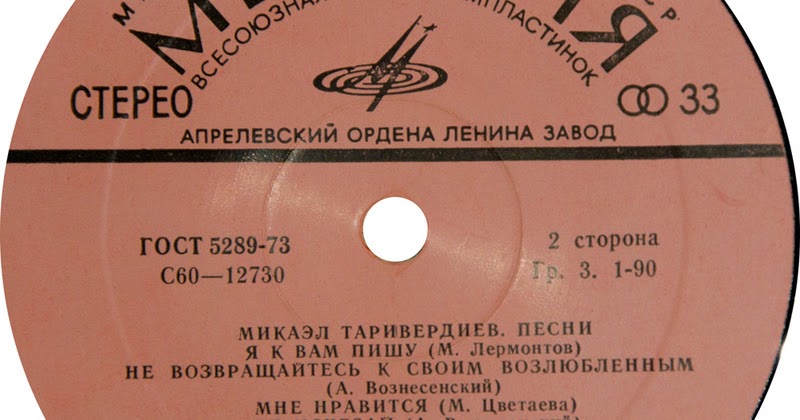 ВСЕСОЮЗНАЯ
СТЕРЕО
33
АПРЕЛЕВСКИЙ ОРДЕНА ЛЕНИНА ЗАВОД
ГОСТ 5289-73
С60—12730
2 сторона
Гр. 3. 1-90
МИКАЭЛ ТАРИВЕРДИЕВ. ПЕСНИ
Я К ВАМ ПИШУ (М. Лермонтов)
НЕ ВОЗВРАЩАЙТЕСЬ К СВОИМ ВОЗЛЮБЛЕННЫМ
(А. Вознесенский)
МНЕ НРАВИТСЯ (М. Цветаева)